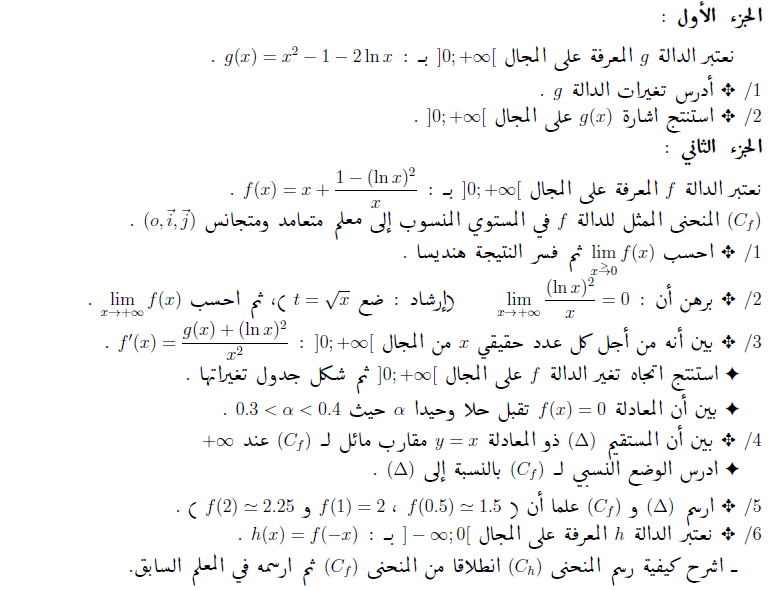 الجزء الأول :
نعتبر الدالة g المعرفة على المجال ]0; +∞[ بـ : g(x) = x² − 1 − 2 ln x .
1/ ✤ أدرس تغيرات الدالة g .
2/ ✤ استنتج اشارة g(x) على المجال ]0; +∞[ .
الجزء الثاني :
نعتبر الدالة f المعرفة على المجال ]0; +∞[ بـ : f(x) = x + (1 − (ln x)²)/x .
(C_f) المنحنى الممثل للدالة f في المستوي المنسوب إلى معلم متعامد ومتجانس (o, i⃗, j⃗) .
1/ ✤ احسب lim_{x→0, >} f(x) ثم فسر النتيجة هندسيا .
2/ ✤ برهن أن : lim_{x→+∞} (ln x)²/x = 0 (إرشاد : ضع t = √x )، ثم احسب lim_{x→+∞} f(x) .
3/ ✤ بين أنه من أجل كل عدد حقيقي x من المجال ]0; +∞[ : f′(x) = (g(x) + (ln x)²)/x² .
✦ استنتج اتجاه تغير الدالة f على المجال ]0; +∞[ ثم شكل جدول تغيراتها .
✦ بين أن المعادلة f(x) = 0 تقبل حلا وحيدا α حيث 0.3 < α < 0.4 .
4/ ✤ بين أن المستقيم (Δ) ذو المعادلة y = x مقارب مائل لـ (C_f) عند +∞
✦ ادرس الوضع النسبي لـ (C_f) بالنسبة إلى (Δ) .
5/ ✤ ارسم (Δ) و (C_f) علما أن ( f(0.5) ≃ 1.5 ، f(1) = 2 و f(2) ≃ 2.25 ) .
6/ ✤ نعتبر الدالة h المعرفة على المجال ]−∞; 0[ بـ : h(x) = f(−x) .
ـ اشرح كيفية رسم المنحنى (C_h) انطلاقا من المنحنى (C_f) ثم ارسمه في المعلم السابق.